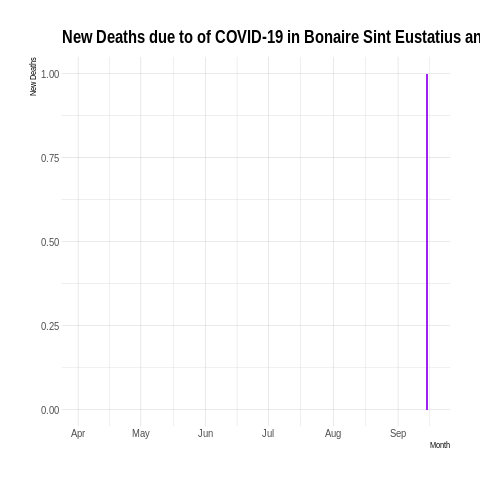 New Deaths due to of COVID-19 in Bonaire Sint Eustatius an
New Deaths
1.00
0.75
0.50
0.25
0.00
Apr May Jun Jul Aug Sep
Month